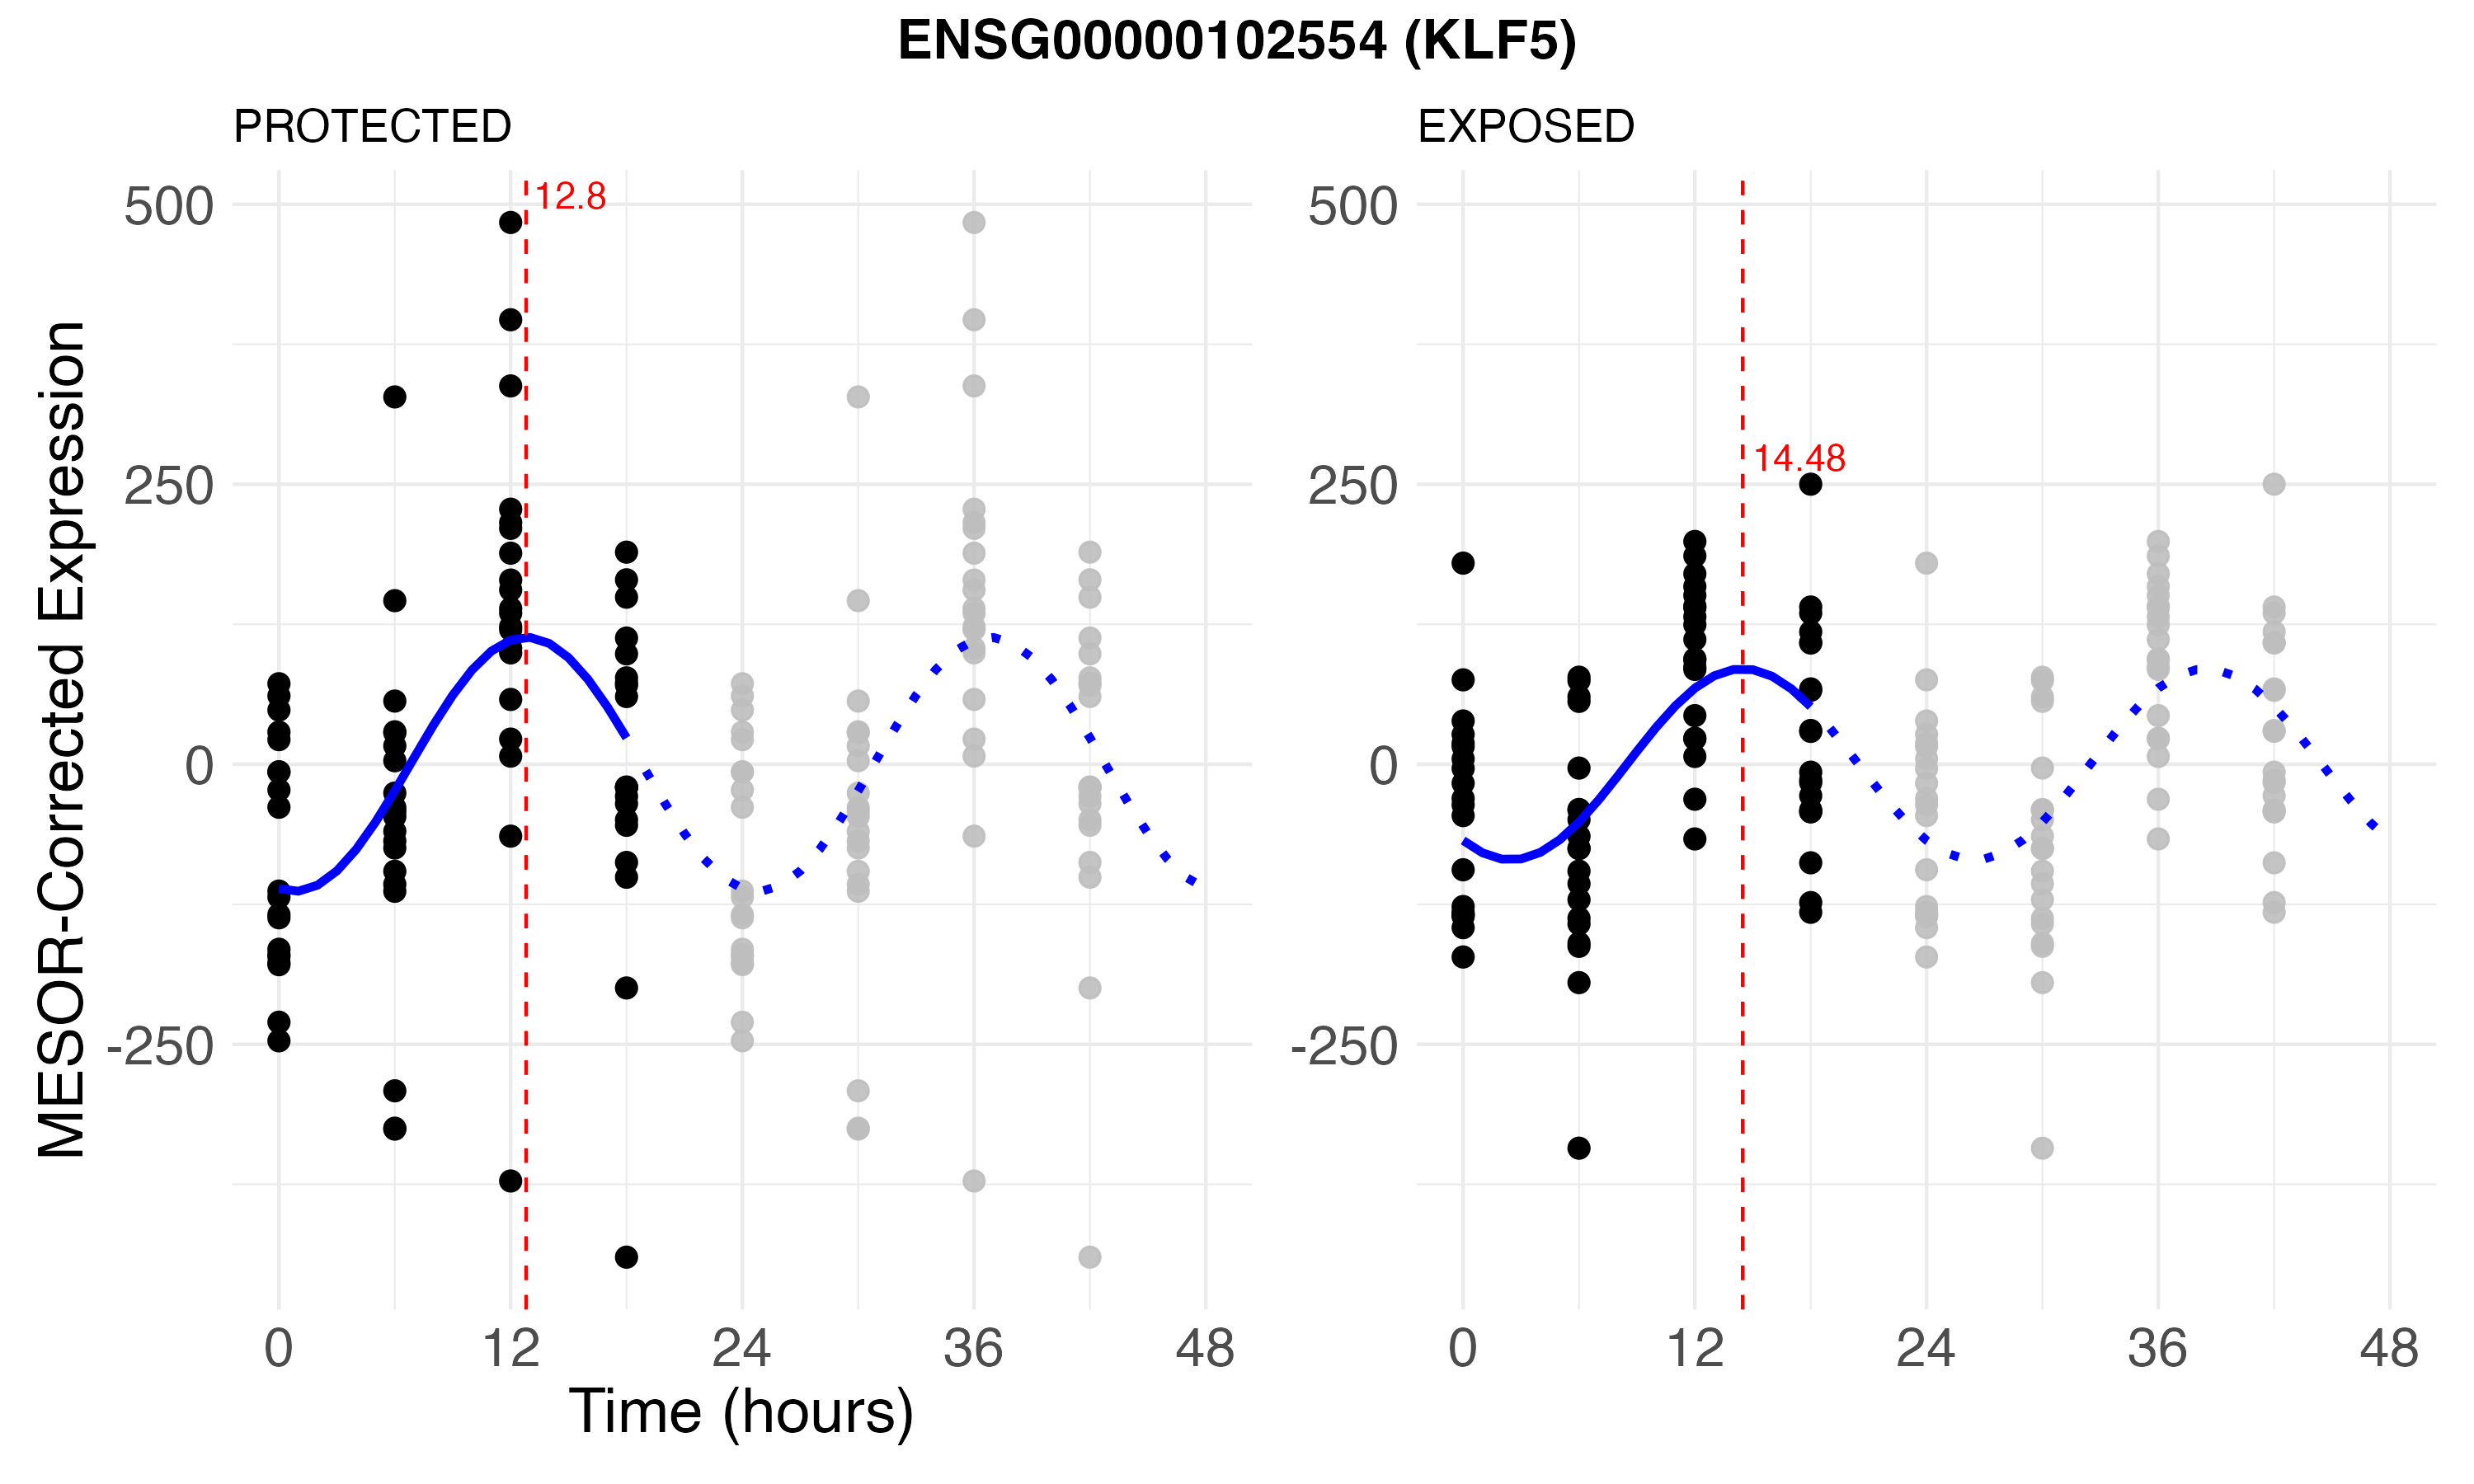 ENSG00000102554 (KLF5)
PROTECTED
EXPOSED
MESOR-Corrected Expression
500
250
0
-250
12.8
0 12 24 36 48
500
250
0
-250
14.48
0 12 24 36 48
Time (hours)